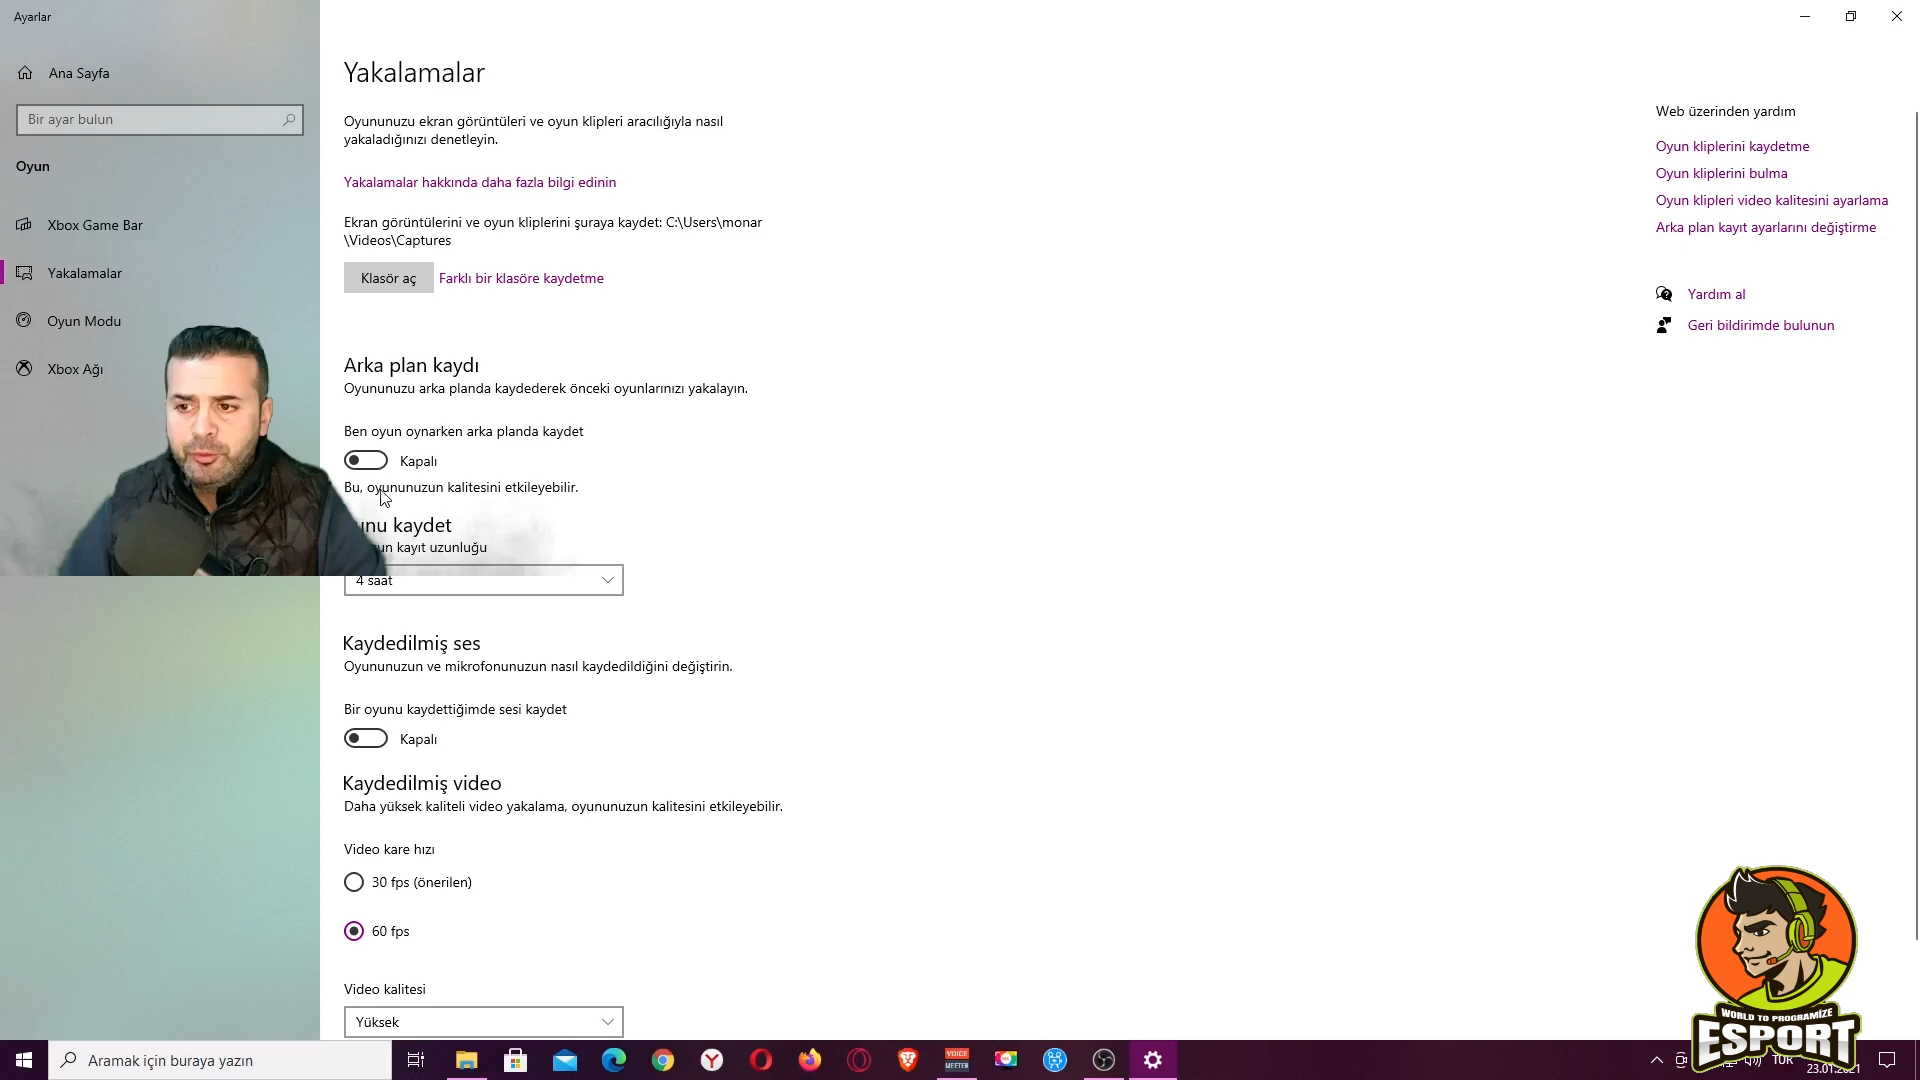 Ayarlar
Ana Sayfa
Bir ayar bulun
Oyun
Xbox Game Bar
Yakalamalar
Oyun Modu
Xbox Ağı
Yakalamalar
Oyununuzu ekran görüntüleri ve oyun klipleri aracılığıyla nasıl
yakaladığınızı denetleyin.
Yakalamalar hakkında daha fazla bilgi edinin
Ekran görüntülerini ve oyun kliplerini şuraya kaydet: C:\Users\monar
\Videos\Captures
Klasör aç
Farklı bir klasöre kaydetme
Arka plan kaydı
Oyununuzu arka planda kaydederek önceki oyunlarınızı yakalayın.
Ben oyun oynarken arka planda kaydet
Kapalı
Bu, oyununuzun kalitesini etkileyebilir.
kaydet
kayıt uzunluğu
4 saat
Kaydedilmiş ses
Oyununuzun ve mikrofonunuzun nasıl kaydedildiğini değiştirin.
Bir oyunu kaydettiğimde sesi kaydet
Kapalı
Kaydedilmiş video
Daha yüksek kaliteli video yakalama, oyununuzun kalitesini etkileyebilir.
Video kare hızı
30 fps (önerilen)
60 fps
Video kalitesi
Yüksek
Web üzerinden yardım
Oyun kliplerini kaydetme
Oyun kliplerini bulma
Oyun klipleri video kalitesini ayarlama
Arka plan kayıt ayarlarını değiştirme
Yardım al
Geri bildirimde bulunun
WORLD TO PROGRAMIZE
ESPORT
Aramak için buraya yazın
VOICE
MEETER
TUR